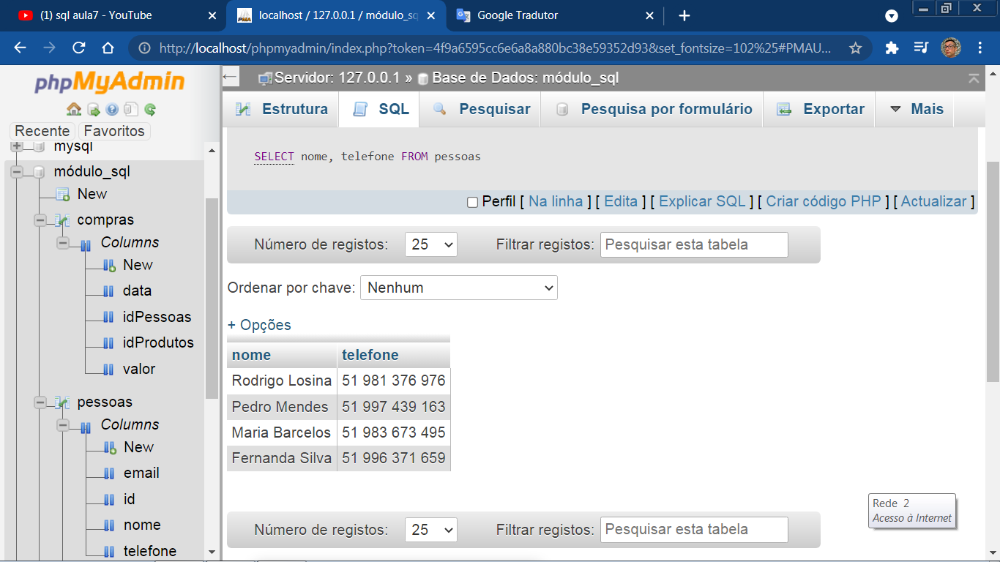 (1) sql aula7 - YouTube
localhost / 127.0.0.1 / módulo_sq
Google Tradutor
http://localhost/phpmyadmin/index.php?token=4f9a6595cc6e6a8a880bc38e59352d93&set_fontsize=102%25#PMAU...
phpMyAdmin
Recente
Favoritos
mysql
módulo_sql
New
compras
Columns
New
data
idPessoas
idProdutos
valor
pessoas
Columns
New
email
id
nome
telefone
Servidor: 127.0.0.1 » Base de Dados: módulo_sql
Estrutura
SQL
Pesquisar
Pesquisa por formulário
Exportar
Mais
SELECT nome, telefone FROM pessoas
Perfil [ Na linha ] [ Edita ] [ Explicar SQL ] [ Criar código PHP ] [ Actualizar ]
Número de registos: 25 Filtrar registos: Pesquisar esta tabela
Ordenar por chave: Nenhum
+ Opções
nome telefone
Rodrigo Losina 51 981 376 976
Pedro Mendes 51 997 439 163
Maria Barcelos 51 983 673 495
Fernanda Silva 51 996 371 659
Número de registos: 25 Filtrar registos: Pesquisar esta tabela
Rede 2
Acesso à Internet